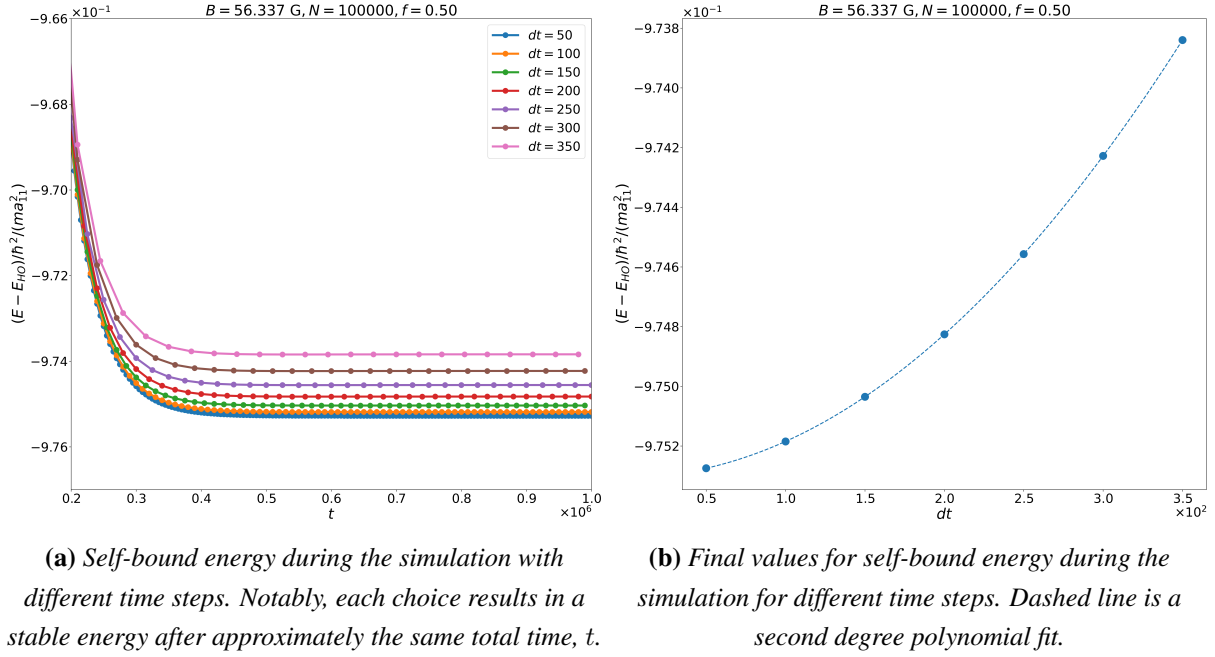 B = 56.337 G, N = 100000, f = 0.50
×10⁻¹
−9.66
−9.68
−9.70
−9.72
−9.74
−9.76
(E − E_HO)/ħ²/(ma₁₁²)
dt = 50
dt = 100
dt = 150
dt = 200
dt = 250
dt = 300
dt = 350
0.2 0.3 0.4 0.5 0.6 0.7 0.8 0.9 1.0
t
×10⁶
(a) Self-bound energy during the simulation with
different time steps. Notably, each choice results in a
stable energy after approximately the same total time, t.
B = 56.337 G, N = 100000, f = 0.50
×10⁻¹
−9.738
−9.740
−9.742
−9.744
−9.746
−9.748
−9.750
−9.752
(E − E_HO)/ħ²/(ma₁₁²)
0.5 1.0 1.5 2.0 2.5 3.0 3.5
dt
×10²
(b) Final values for self-bound energy during the
simulation for different time steps. Dashed line is a
second degree polynomial fit.